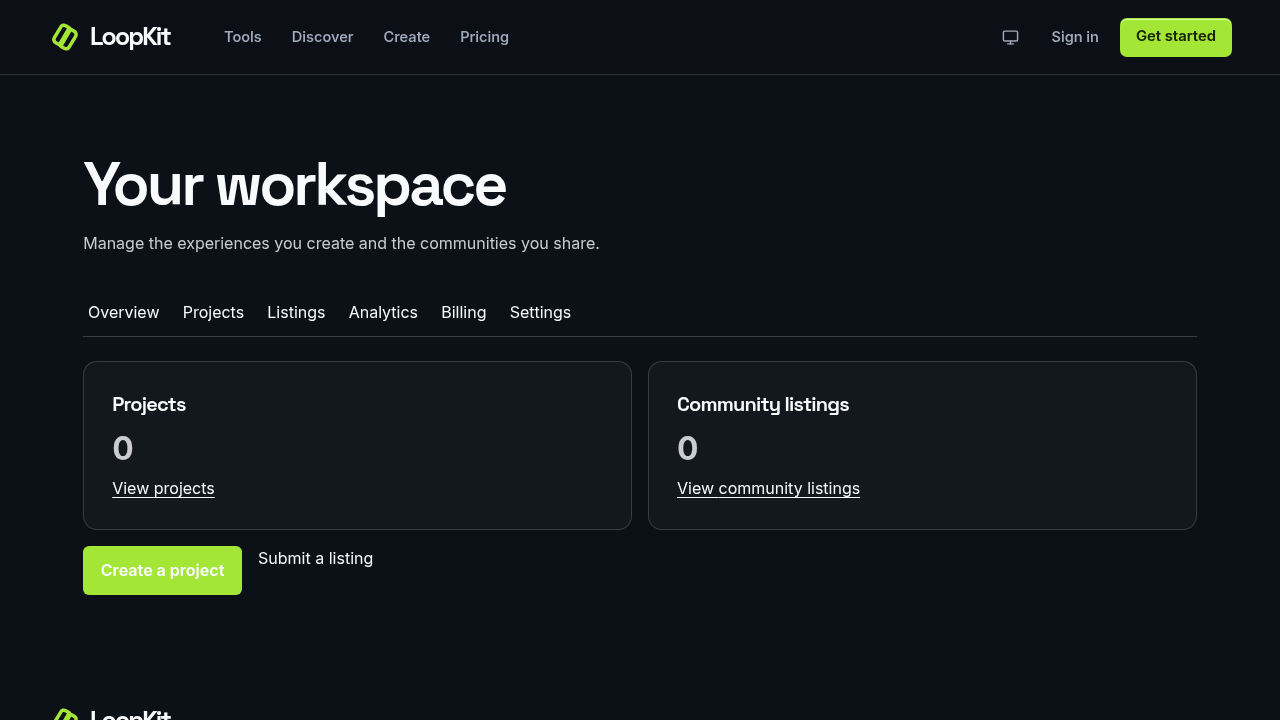 LoopKit
Tools
Discover
Create
Pricing
Sign in
Get started
Your workspace
Manage the experiences you create and the communities you share.
Overview
Projects
Listings
Analytics
Billing
Settings
Projects
0
View projects
Community listings
0
View community listings
Create a project
Submit a listing
LoopKit